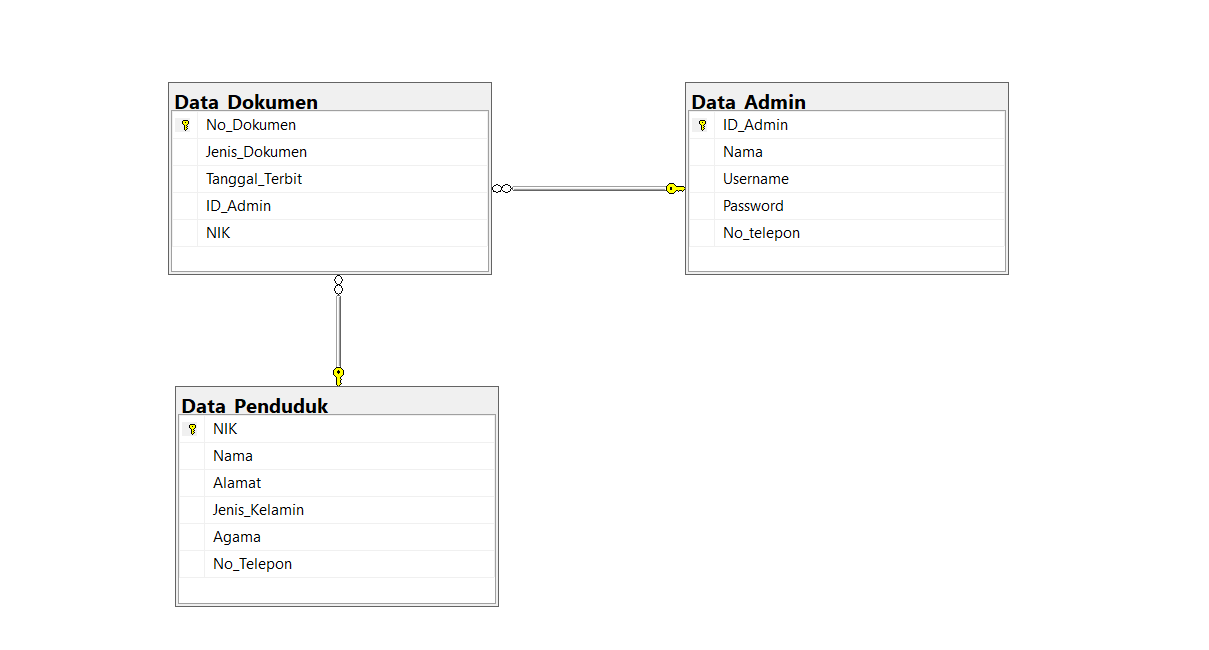 Data_Dokumen
No_Dokumen
Jenis_Dokumen
Tanggal_Terbit
ID_Admin
NIK
Data_Admin
ID_Admin
Nama
Username
Password
No_telepon
Data_Penduduk
NIK
Nama
Alamat
Jenis_Kelamin
Agama
No_Telepon